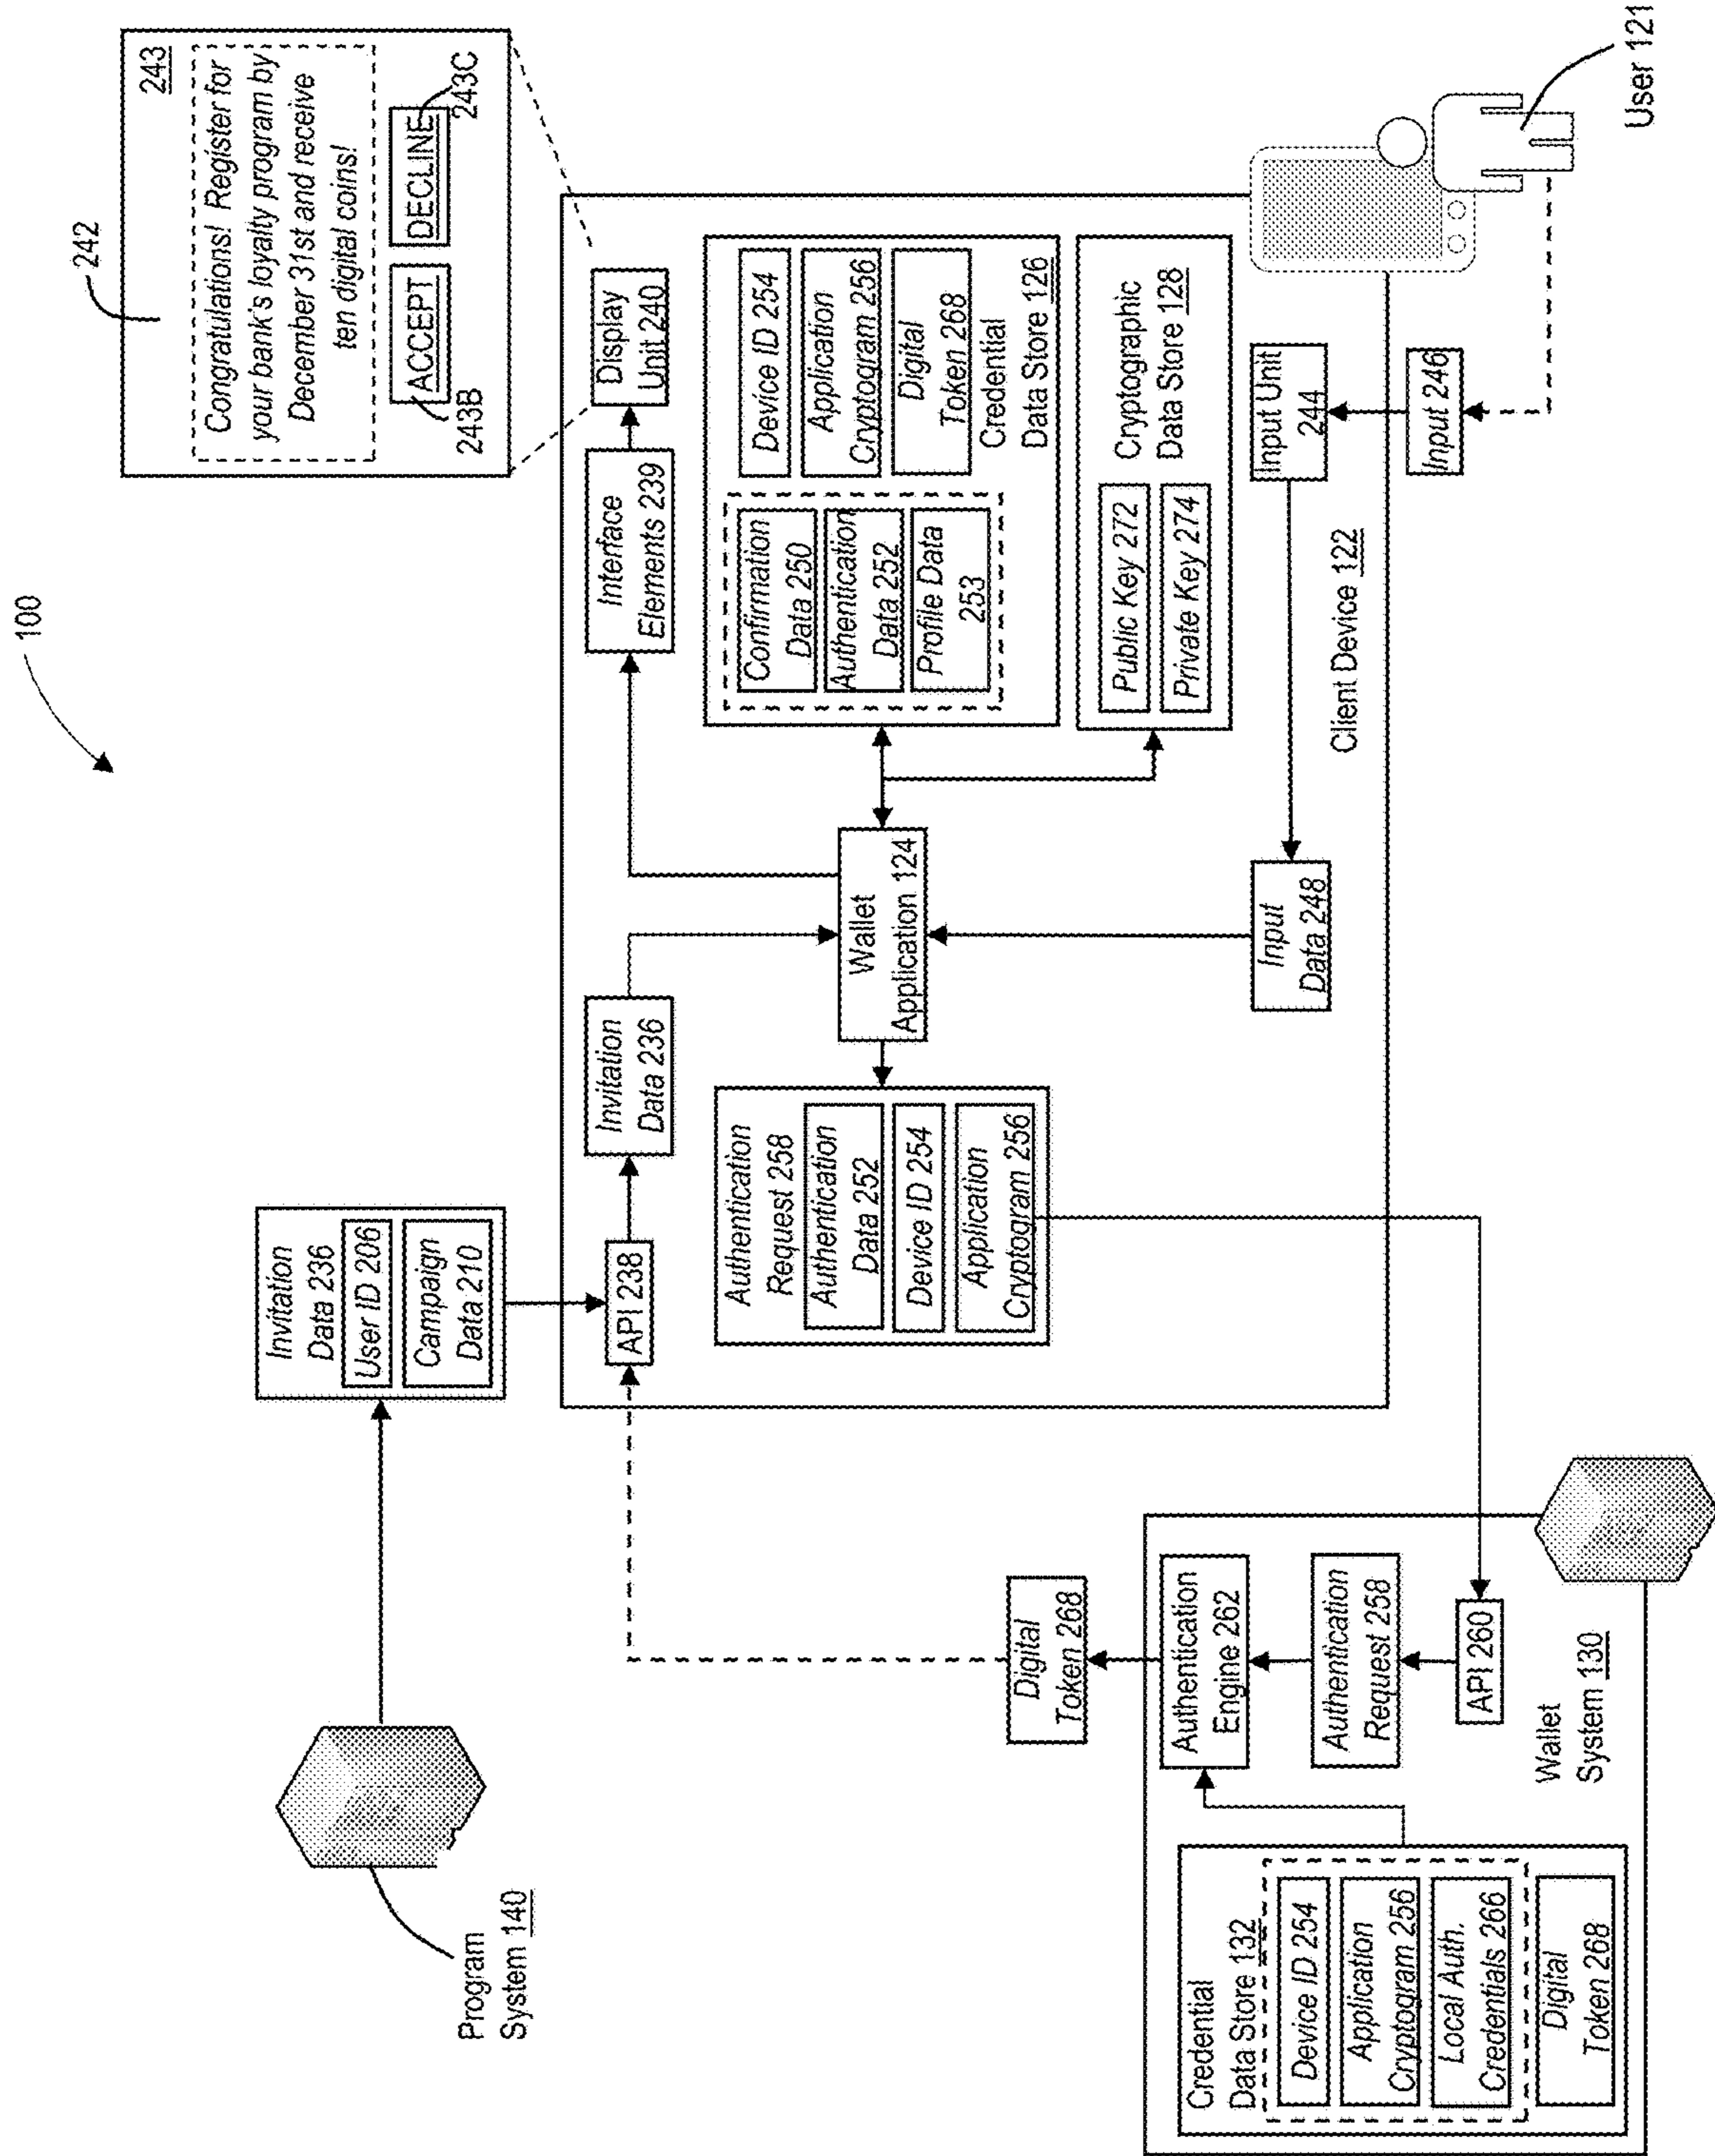 100
242
243
Congratulations! Register for
your bank's loyalty program by
December 31st and receive
ten digital coins!
ACCEPT
DECLINE
243B
243C
Program
System 140
Invitation
Data 236
User ID 206
Campaign
Data 210
API 238
Invitation
Data 236
Interface
Elements 239
Display
Unit 240
Authentication
Request 258
Authentication
Data 252
Device ID 254
Application
Cryptogram 256
Wallet
Application 124
Confirmation
Data 250
Authentication
Data 252
Profile Data
253
Device ID 254
Application
Cryptogram 256
Digital
Token 268
Credential
Data Store 126
Public Key 272
Private Key 274
Cryptographic
Data Store 128
Input
Data 248
Input Unit
244
Client Device 122
Input 246
User 121
Digital
Token 268
Credential
Data Store 132
Device ID 254
Application
Cryptogram 256
Local Auth.
Credentials 266
Digital
Token 268
Authentication
Engine 262
Authentication
Request 258
API 260
Wallet
System 130